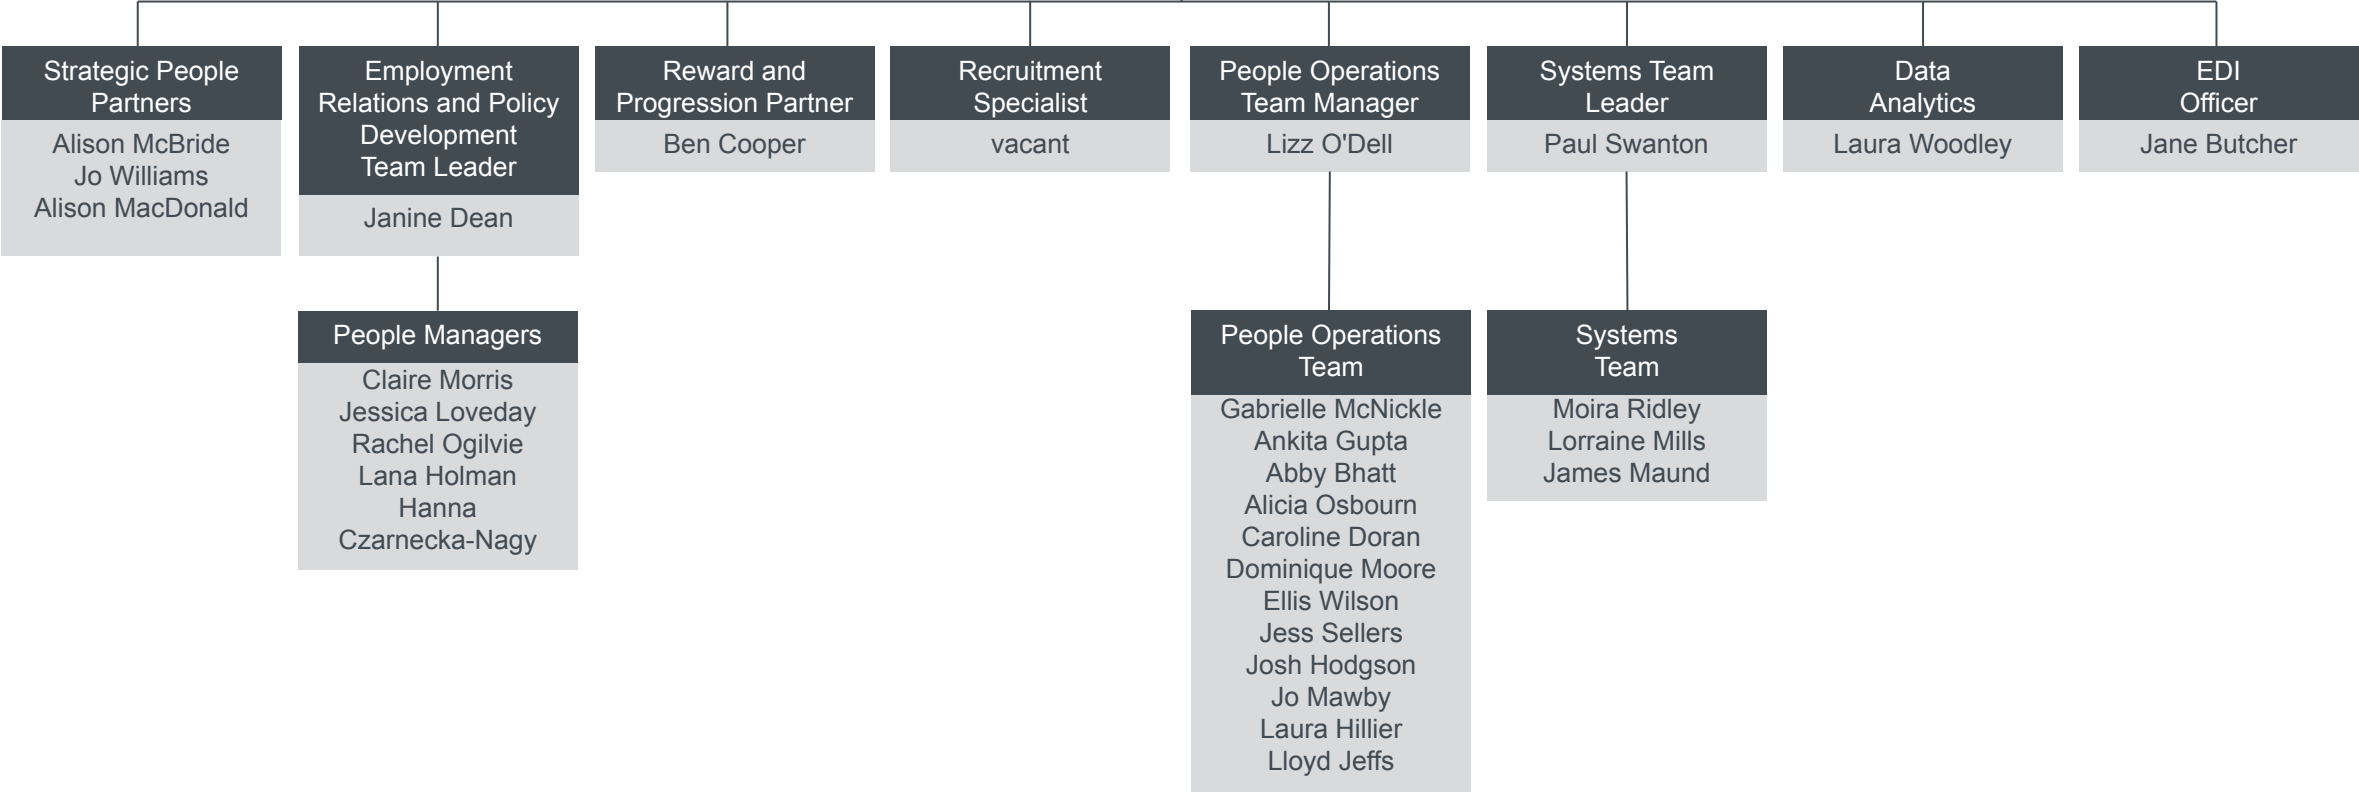 Strategic People
Partners
Alison McBride
Jo Williams
Alison MacDonald
Employment
Relations and Policy
Development
Team Leader
Janine Dean
Reward and
Progression Partner
Ben Cooper
Recruitment
Specialist
vacant
People Operations
Team Manager
Lizz O'Dell
Systems Team
Leader
Paul Swanton
Data
Analytics
Laura Woodley
EDI
Officer
Jane Butcher
People Managers
Claire Morris
Jessica Loveday
Rachel Ogilvie
Lana Holman
Hanna
Czarnecka-Nagy
People Operations
Team
Gabrielle McNickle
Ankita Gupta
Abby Bhatt
Alicia Osbourn
Caroline Doran
Dominique Moore
Ellis Wilson
Jess Sellers
Josh Hodgson
Jo Mawby
Laura Hillier
Lloyd Jeffs
Systems
Team
Moira Ridley
Lorraine Mills
James Maund